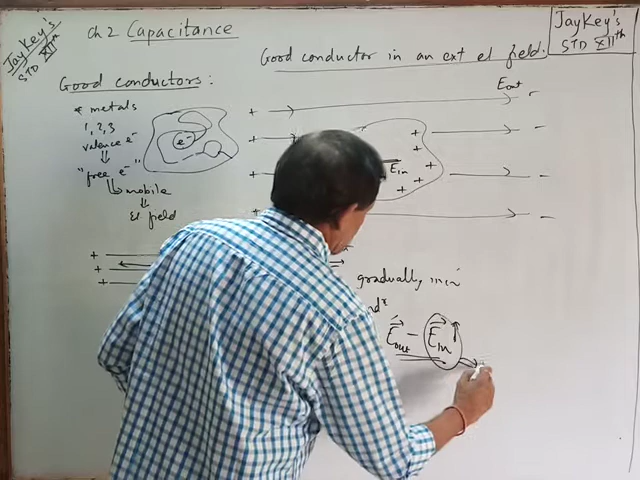 JayKey's
STD XIIth
Ch 2 Capacitance
JayKey's
STD XIIth
Good conductor in an ext el field.
Good conductors:
* metals
1, 2, 3
valence e-
"free e-"
mobile
el field
e-
Eout
+ -
+ + -
+
Ein +
+ + + -
+ -
+
+
+
gradually
Eout - Ein